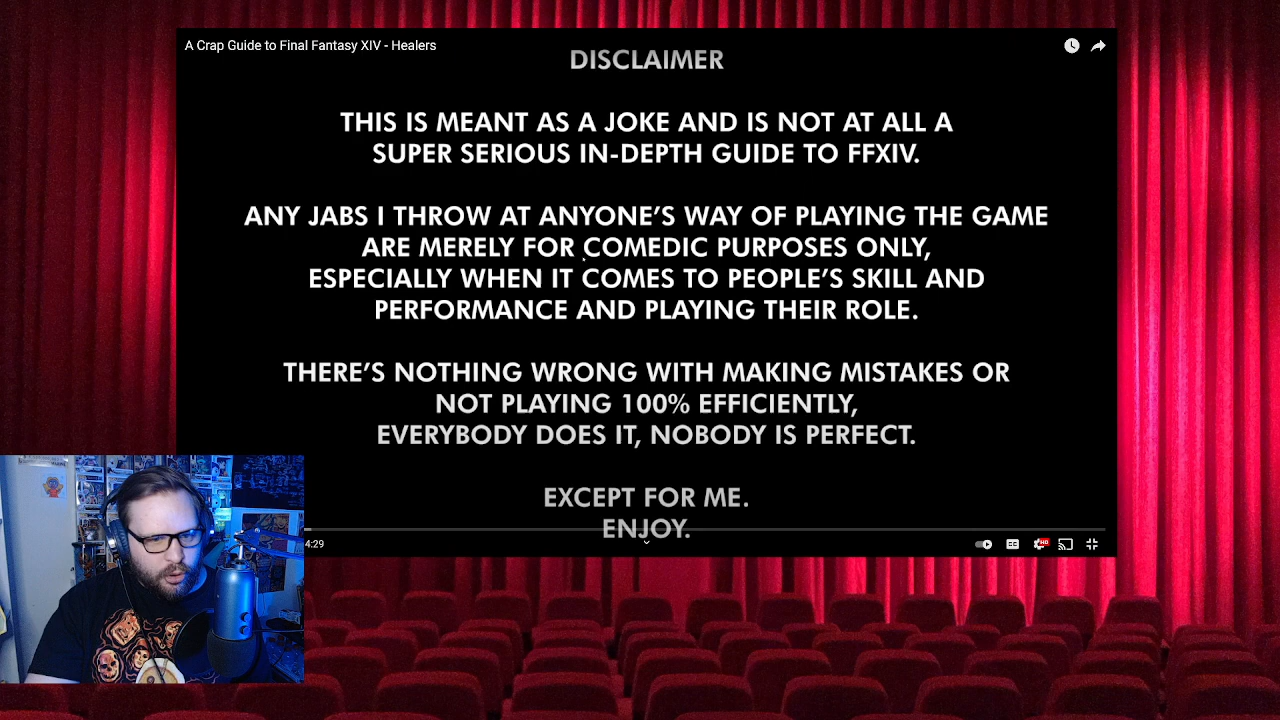 A Crap Guide to Final Fantasy XIV - Healers
DISCLAIMER
THIS IS MEANT AS A JOKE AND IS NOT AT ALL A
SUPER SERIOUS IN-DEPTH GUIDE TO FFXIV.
ANY JABS I THROW AT ANYONE'S WAY OF PLAYING THE GAME
ARE MERELY FOR COMEDIC PURPOSES ONLY,
ESPECIALLY WHEN IT COMES TO PEOPLE'S SKILL AND
PERFORMANCE AND PLAYING THEIR ROLE.
THERE'S NOTHING WRONG WITH MAKING MISTAKES OR
NOT PLAYING 100% EFFICIENTLY,
EVERYBODY DOES IT, NOBODY IS PERFECT.
EXCEPT FOR ME.
ENJOY.
4:29
CC
HD